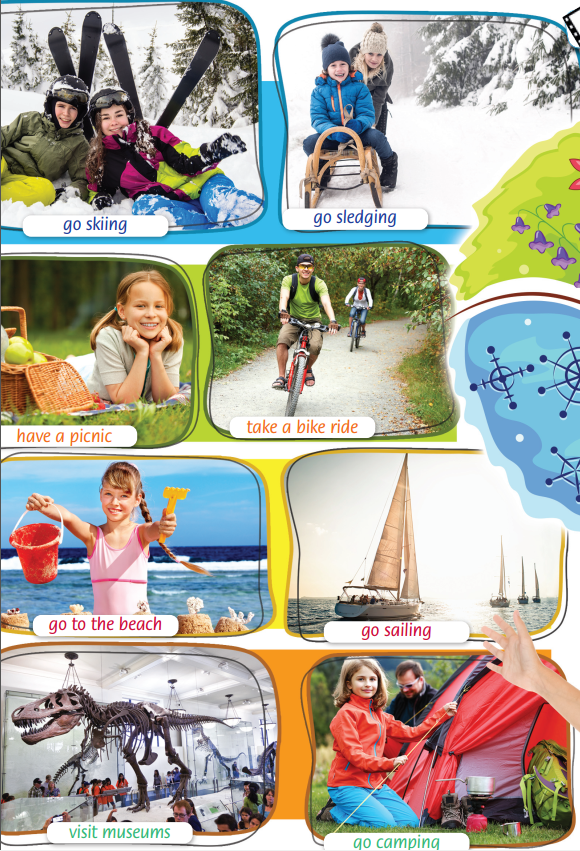 go skiing
go sledging
have a picnic
take a bike ride
go to the beach
go sailing
visit museums
go camping